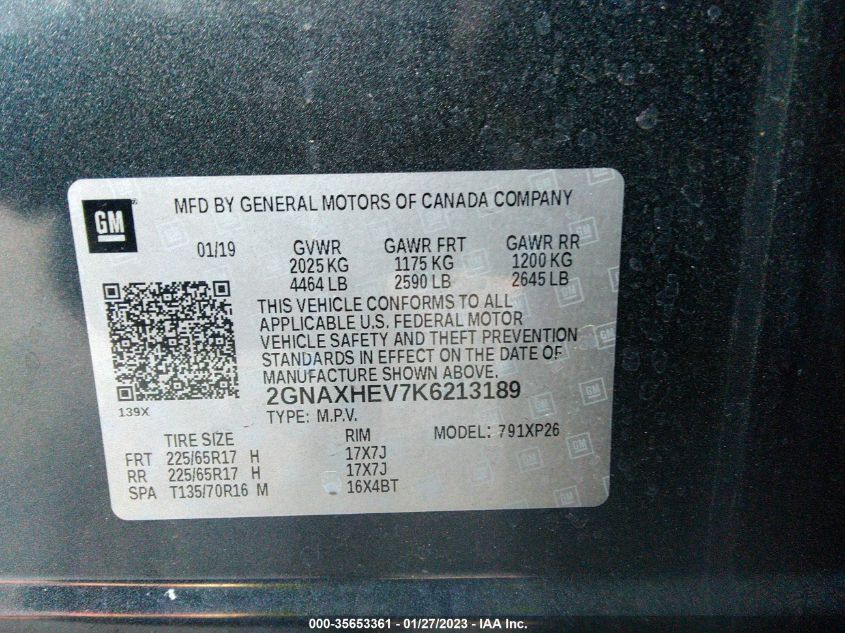 GM
MFD BY GENERAL MOTORS OF CANADA COMPANY
01/19 GVWR GAWR FRT GAWR RR
2025 KG 1175 KG 1200 KG
4464 LB 2590 LB 2645 LB
THIS VEHICLE CONFORMS TO ALL
APPLICABLE U.S. FEDERAL MOTOR
VEHICLE SAFETY AND THEFT PREVENTION
STANDARDS IN EFFECT ON THE DATE OF
MANUFACTURE SHOWN ABOVE.
2GNAXHEV7K6213189
139X
TYPE: M.P.V.
TIRE SIZE RIM MODEL: 791XP26
FRT 225/65R17 H 17X7J
RR 225/65R17 H 17X7J
SPA T135/70R16 M 16X4BT
000-35653361 - 01/27/2023 - IAA Inc.